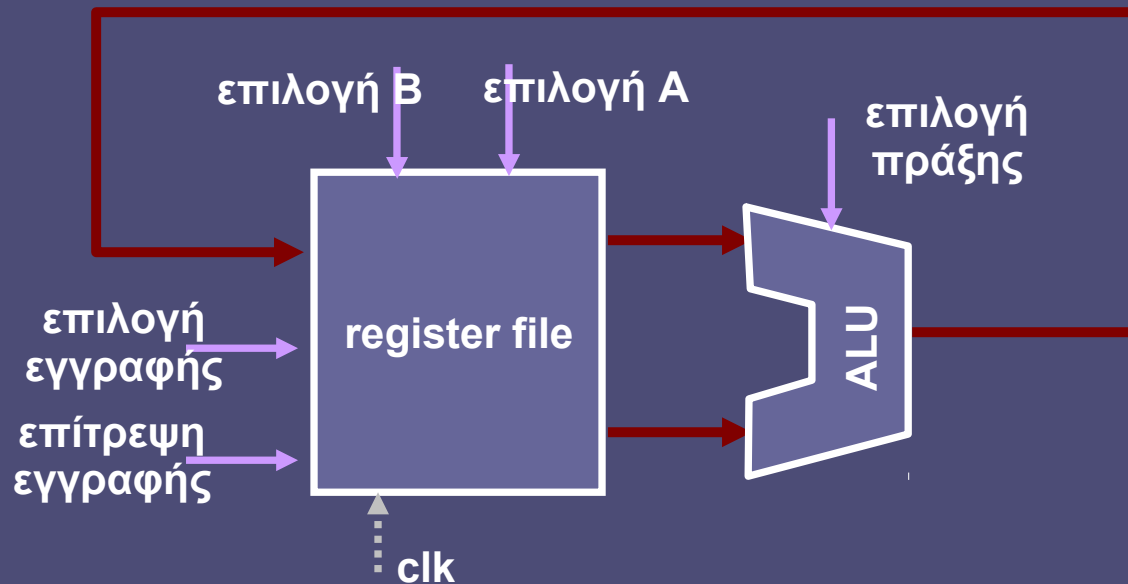 επιλογή B
επιλογή A
επιλογή
πράξης
επιλογή
εγγραφής
register file
ALU
επίτρεψη
εγγραφής
clk